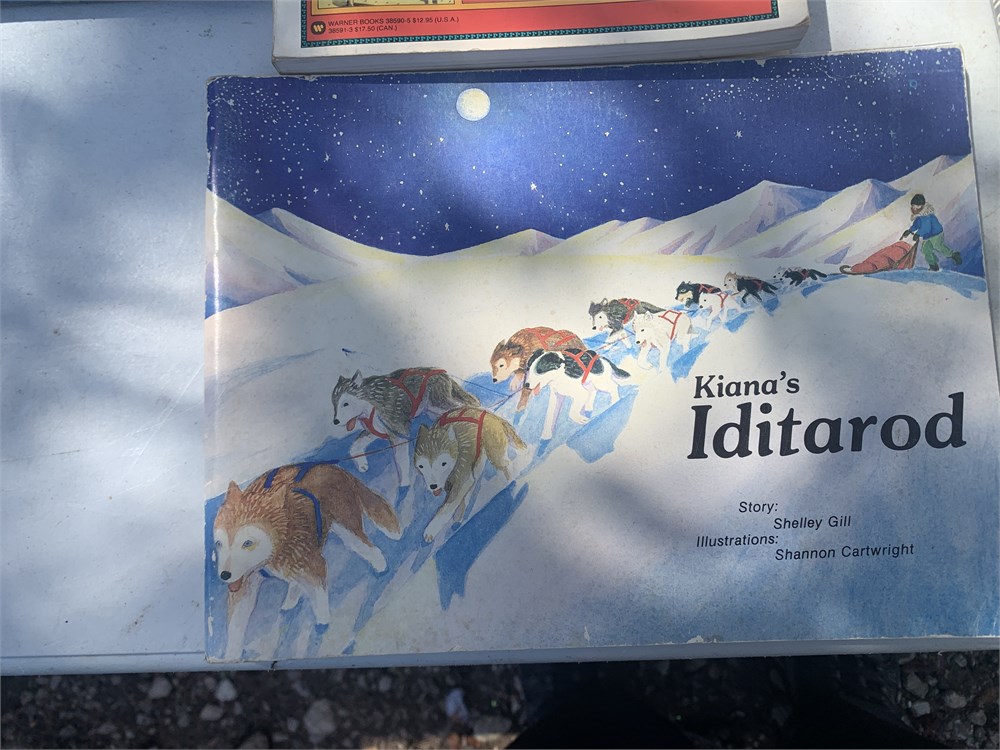 WARNER BOOKS 38590-5 $12.95 (U.S.A.)
38591-3 $17.50 (CAN.)
Kiana's
Iditarod
Story:
Shelley Gill
Illustrations:
Shannon Cartwright